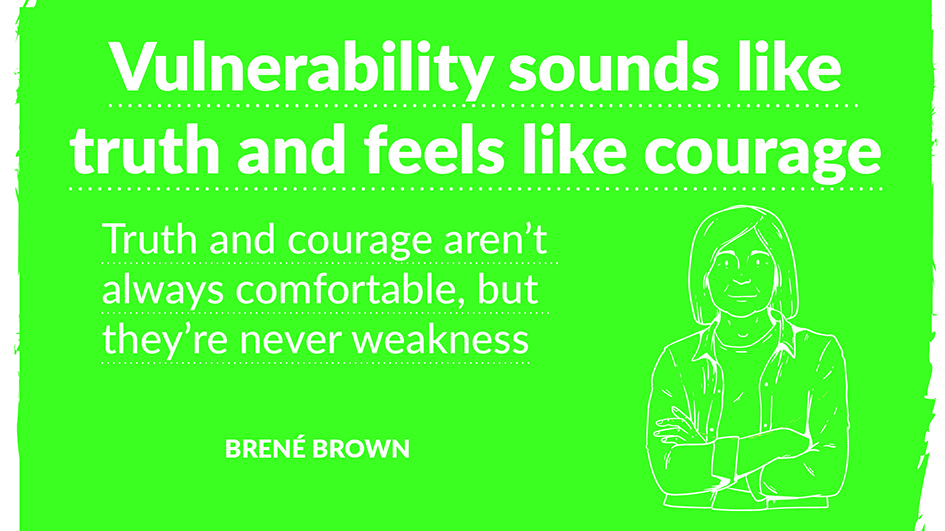 Vulnerability sounds like
truth and feels like courage
Truth and courage aren’t
always comfortable, but
they’re never weakness
BRENÉ BROWN